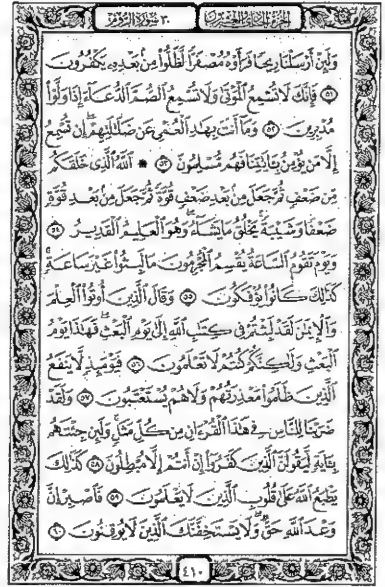 الجزء الحادي والعشرون
٣٠ سورة الروم
وَلَئِنْ أَرْسَلْنَا رِيحًا فَرَأَوْهُ مُصْفَرًّا لَّظَلُّوا۟ مِنۢ بَعْدِهِۦ يَكْفُرُونَ
۝٥١ فَإِنَّكَ لَا تُسْمِعُ ٱلْمَوْتَىٰ وَلَا تُسْمِعُ ٱلصُّمَّ ٱلدُّعَآءَ إِذَا وَلَّوْا۟
مُدْبِرِينَ ۝٥٢ وَمَآ أَنتَ بِهَٰدِ ٱلْعُمْىِ عَن ضَلَٰلَتِهِمْ ۖ إِن تُسْمِعُ
إِلَّا مَن يُؤْمِنُ بِـَٔايَٰتِنَا فَهُم مُّسْلِمُونَ ۝٥٣ ۞ ٱللَّهُ ٱلَّذِى خَلَقَكُم
مِّن ضَعْفٍ ثُمَّ جَعَلَ مِنۢ بَعْدِ ضَعْفٍ قُوَّةً ثُمَّ جَعَلَ مِنۢ بَعْدِ قُوَّةٍ
ضَعْفًا وَشَيْبَةً ۚ يَخْلُقُ مَا يَشَآءُ ۖ وَهُوَ ٱلْعَلِيمُ ٱلْقَدِيرُ ۝٥٤
وَيَوْمَ تَقُومُ ٱلسَّاعَةُ يُقْسِمُ ٱلْمُجْرِمُونَ مَا لَبِثُوا۟ غَيْرَ سَاعَةٍ ۚ
كَذَٰلِكَ كَانُوا۟ يُؤْفَكُونَ ۝٥٥ وَقَالَ ٱلَّذِينَ أُوتُوا۟ ٱلْعِلْمَ
وَٱلْإِيمَٰنَ لَقَدْ لَبِثْتُمْ فِى كِتَٰبِ ٱللَّهِ إِلَىٰ يَوْمِ ٱلْبَعْثِ ۖ فَهَٰذَا يَوْمُ
ٱلْبَعْثِ وَلَٰكِنَّكُمْ كُنتُمْ لَا تَعْلَمُونَ ۝٥٦ فَيَوْمَئِذٍ لَّا يَنفَعُ
ٱلَّذِينَ ظَلَمُوا۟ مَعْذِرَتُهُمْ وَلَا هُمْ يُسْتَعْتَبُونَ ۝٥٧ وَلَقَدْ
ضَرَبْنَا لِلنَّاسِ فِى هَٰذَا ٱلْقُرْءَانِ مِن كُلِّ مَثَلٍ ۚ وَلَئِن جِئْتَهُم
بِـَٔايَةٍ لَّيَقُولَنَّ ٱلَّذِينَ كَفَرُوٓا۟ إِنْ أَنتُمْ إِلَّا مُبْطِلُونَ ۝٥٨ كَذَٰلِكَ
يَطْبَعُ ٱللَّهُ عَلَىٰ قُلُوبِ ٱلَّذِينَ لَا يَعْلَمُونَ ۝٥٩ فَٱصْبِرْ إِنَّ
وَعْدَ ٱللَّهِ حَقٌّ ۖ وَلَا يَسْتَخِفَّنَّكَ ٱلَّذِينَ لَا يُوقِنُونَ ۝٦٠
٤١٠